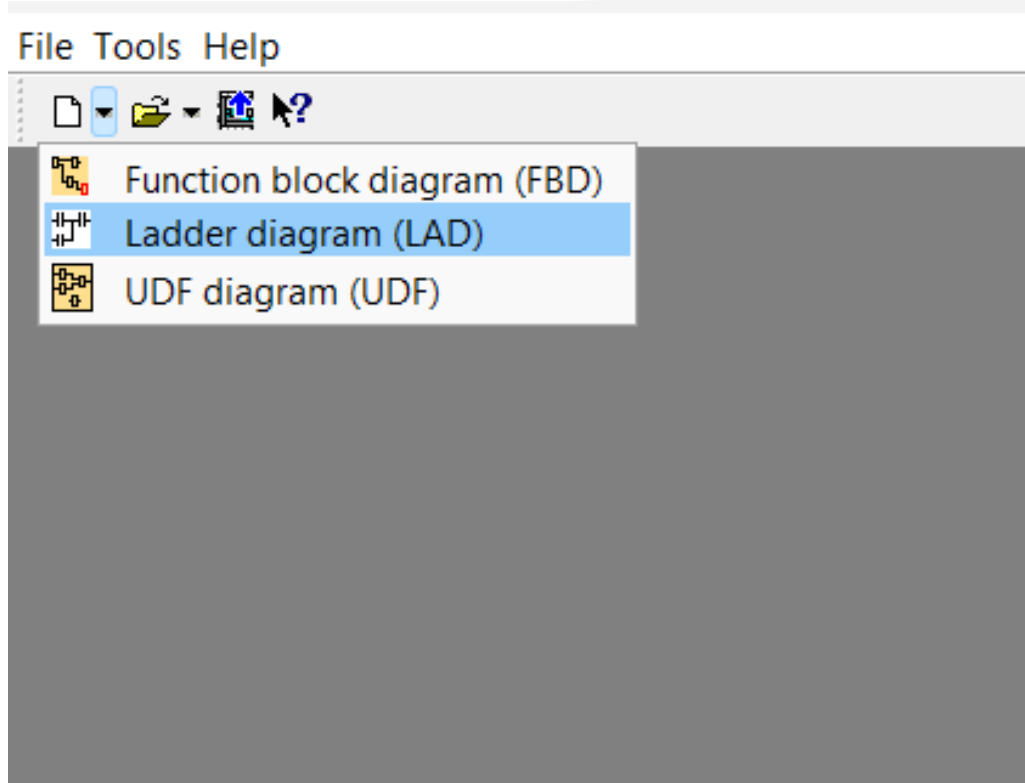 File Tools Help
?
Function block diagram (FBD)
Ladder diagram (LAD)
UDF diagram (UDF)